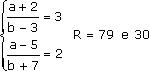 { (a + 2)/(b − 3) = 3
{ (a − 5)/(b + 7) = 2
R = 79 e 30